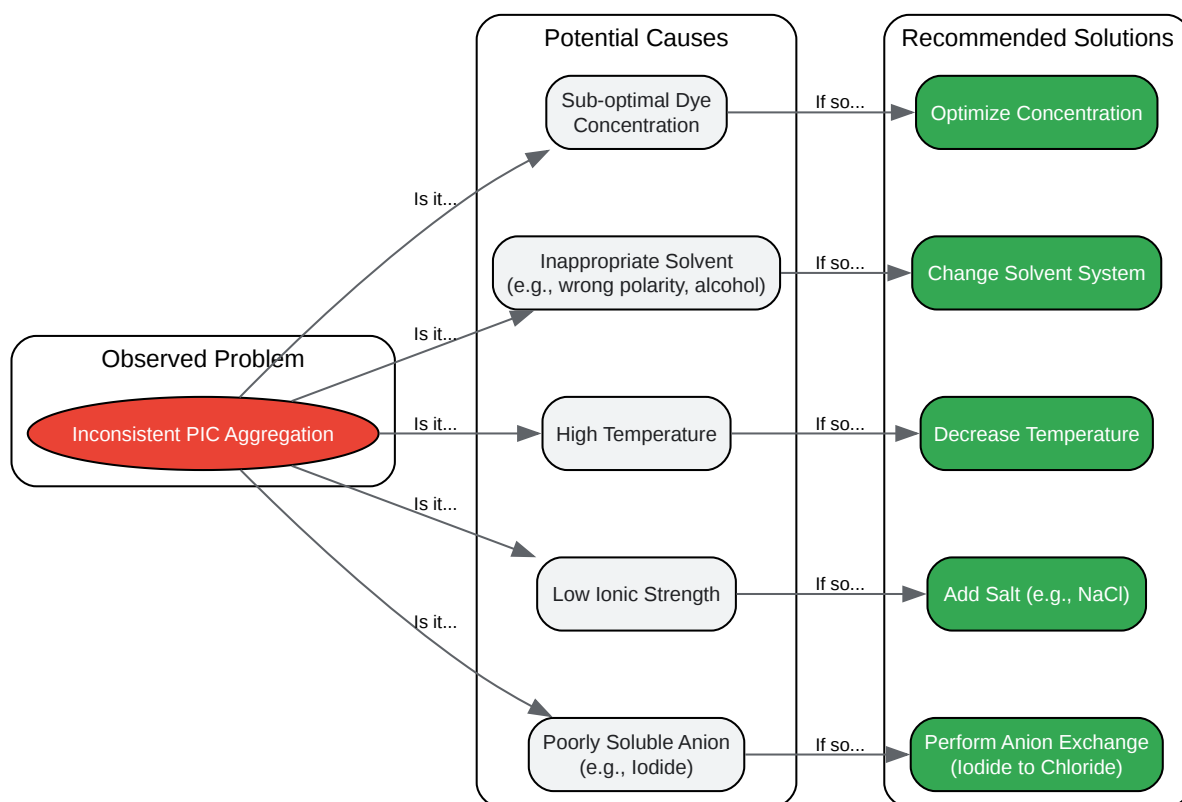 Potential Causes
Recommended Solutions
Sub-optimal Dye
Concentration
If so...
Optimize Concentration
Is it...
Inappropriate Solvent
(e.g., wrong polarity, alcohol)
If so...
Change Solvent System
Is it...
Observed Problem
Inconsistent PIC Aggregation
Is it...
High Temperature
If so...
Decrease Temperature
Is it...
Low Ionic Strength
If so...
Add Salt (e.g., NaCl)
Is it...
Poorly Soluble Anion
(e.g., Iodide)
If so...
Perform Anion Exchange
(Iodide to Chloride)